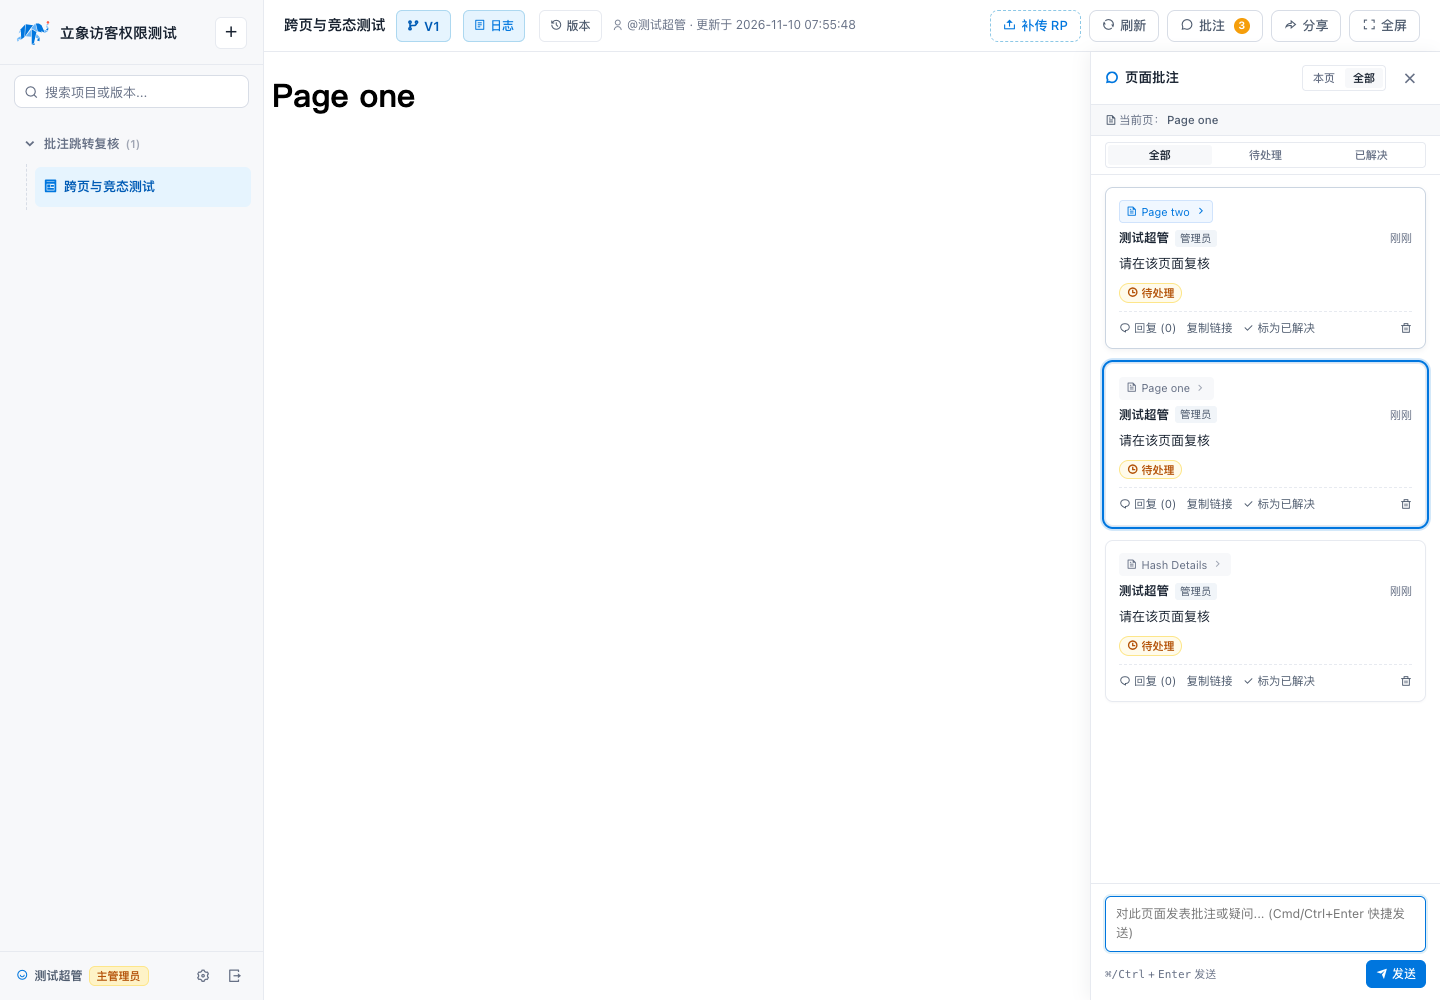 立象访客权限测试
搜索项目或版本...
批注跳转复核 (1)
跨页与竞态测试
测试超管 主管理员
跨页与竞态测试 V1 日志 版本 @测试超管 · 更新于 2026-11-10 07:55:48
补传 RP 刷新 批注 3 分享 全屏
Page one
页面批注 本页 全部
当前页： Page one
全部 待处理 已解决
Page two
测试超管 管理员 刚刚
请在该页面复核
待处理
回复 (0) 复制链接 标为已解决
Page one
测试超管 管理员 刚刚
请在该页面复核
待处理
回复 (0) 复制链接 标为已解决
Hash Details
测试超管 管理员 刚刚
请在该页面复核
待处理
回复 (0) 复制链接 标为已解决
对此页面发表批注或疑问... (Cmd/Ctrl+Enter 快捷发
送)
⌘/Ctrl + Enter 发送 发送